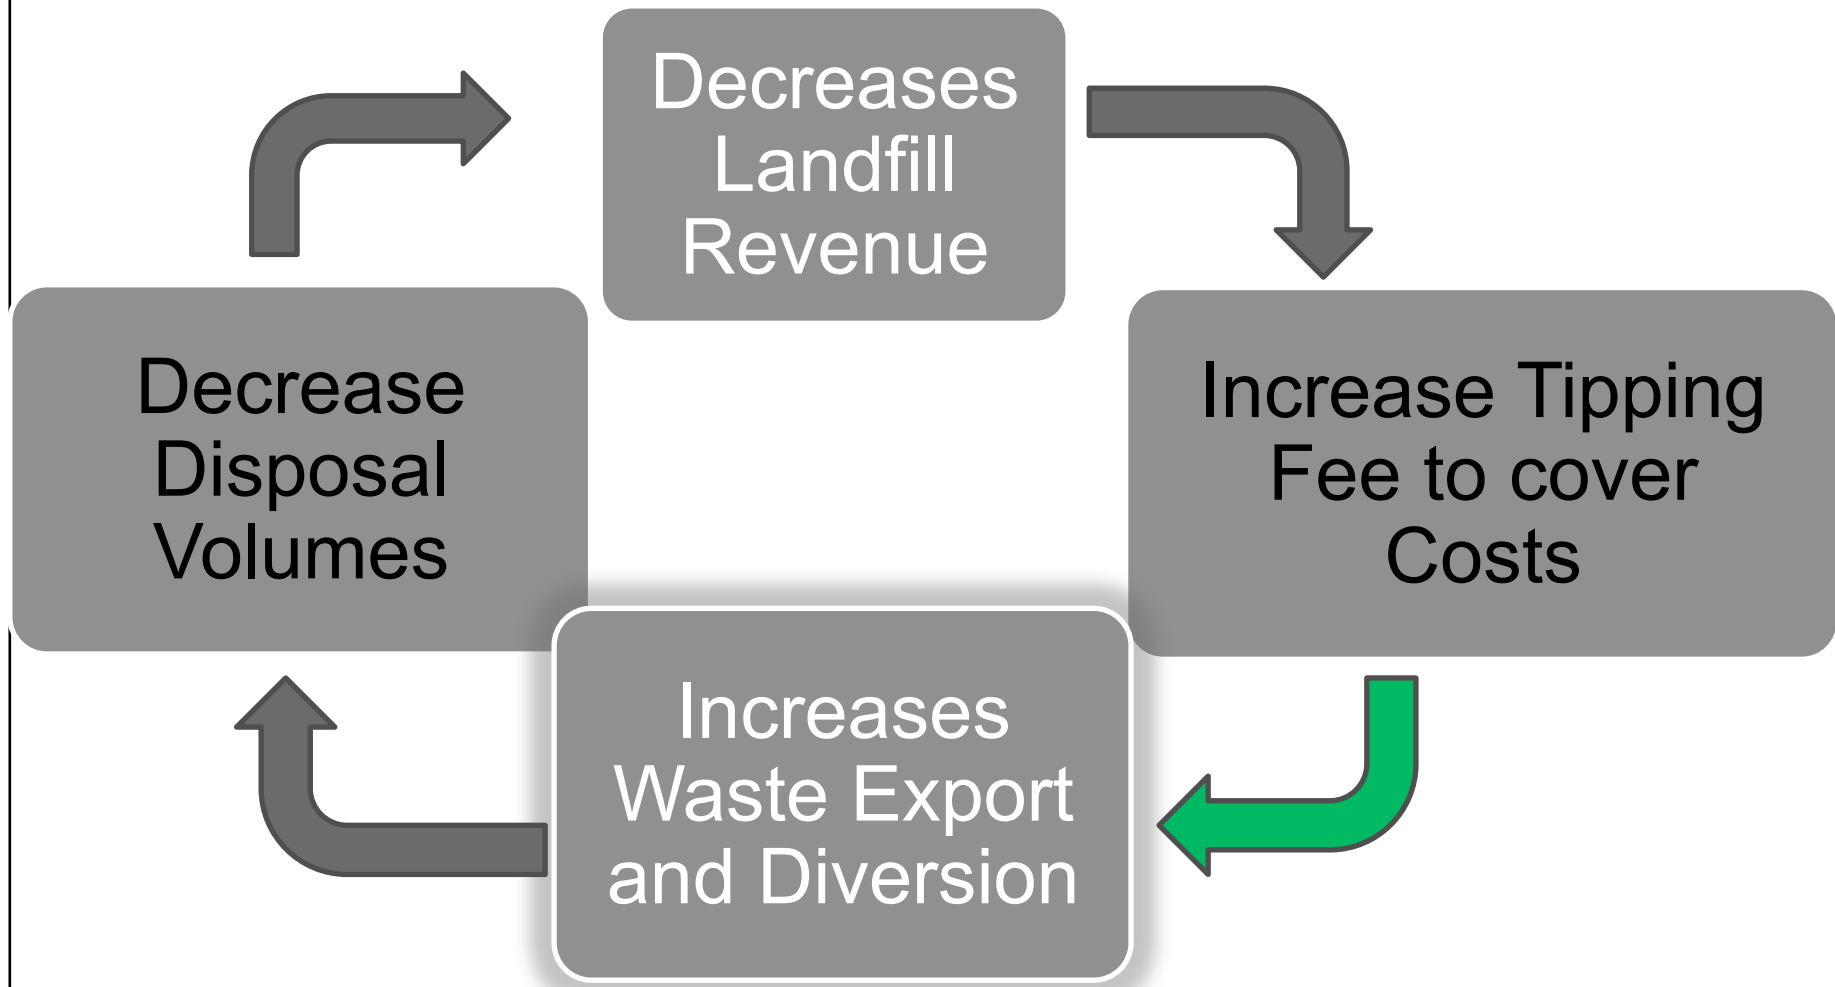 Decreases
Landfill
Revenue
Decrease
Disposal
Volumes
Increase Tipping
Fee to cover
Costs
Increases
Waste Export
and Diversion